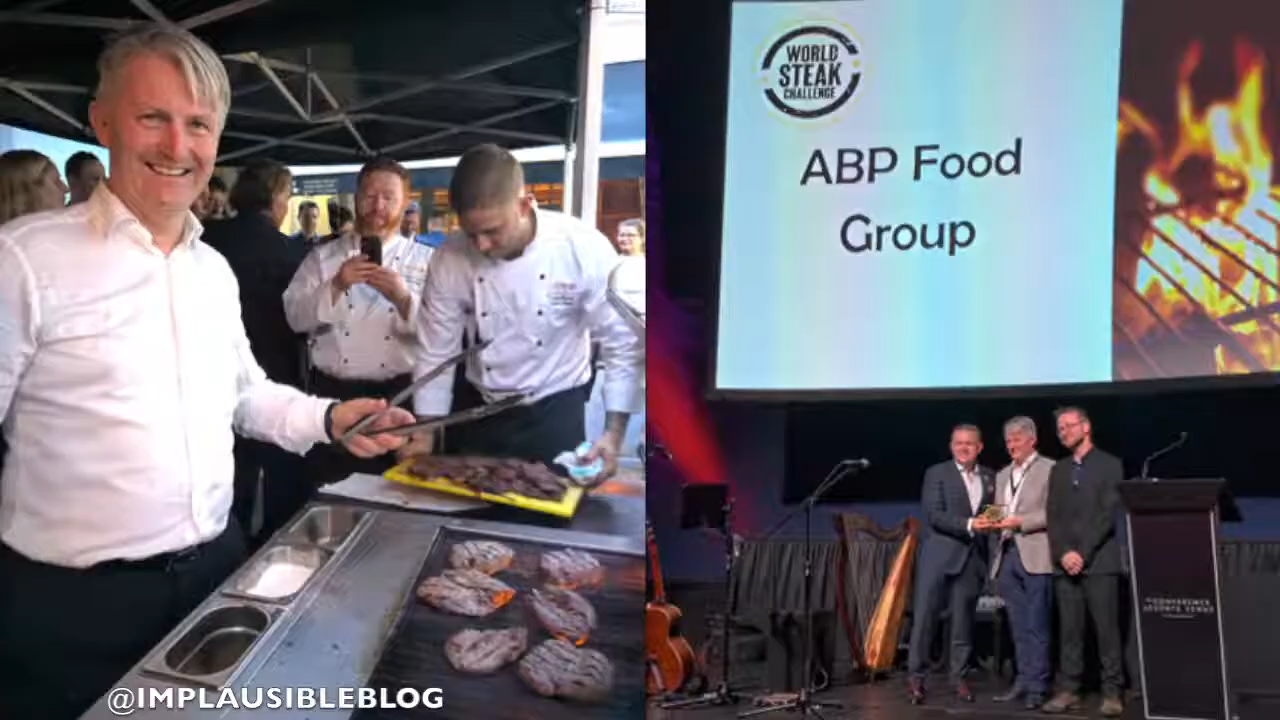 WORLD
STEAK
CHALLENGE
ABP Food
Group
@IMPLAUSIBLEBLOG